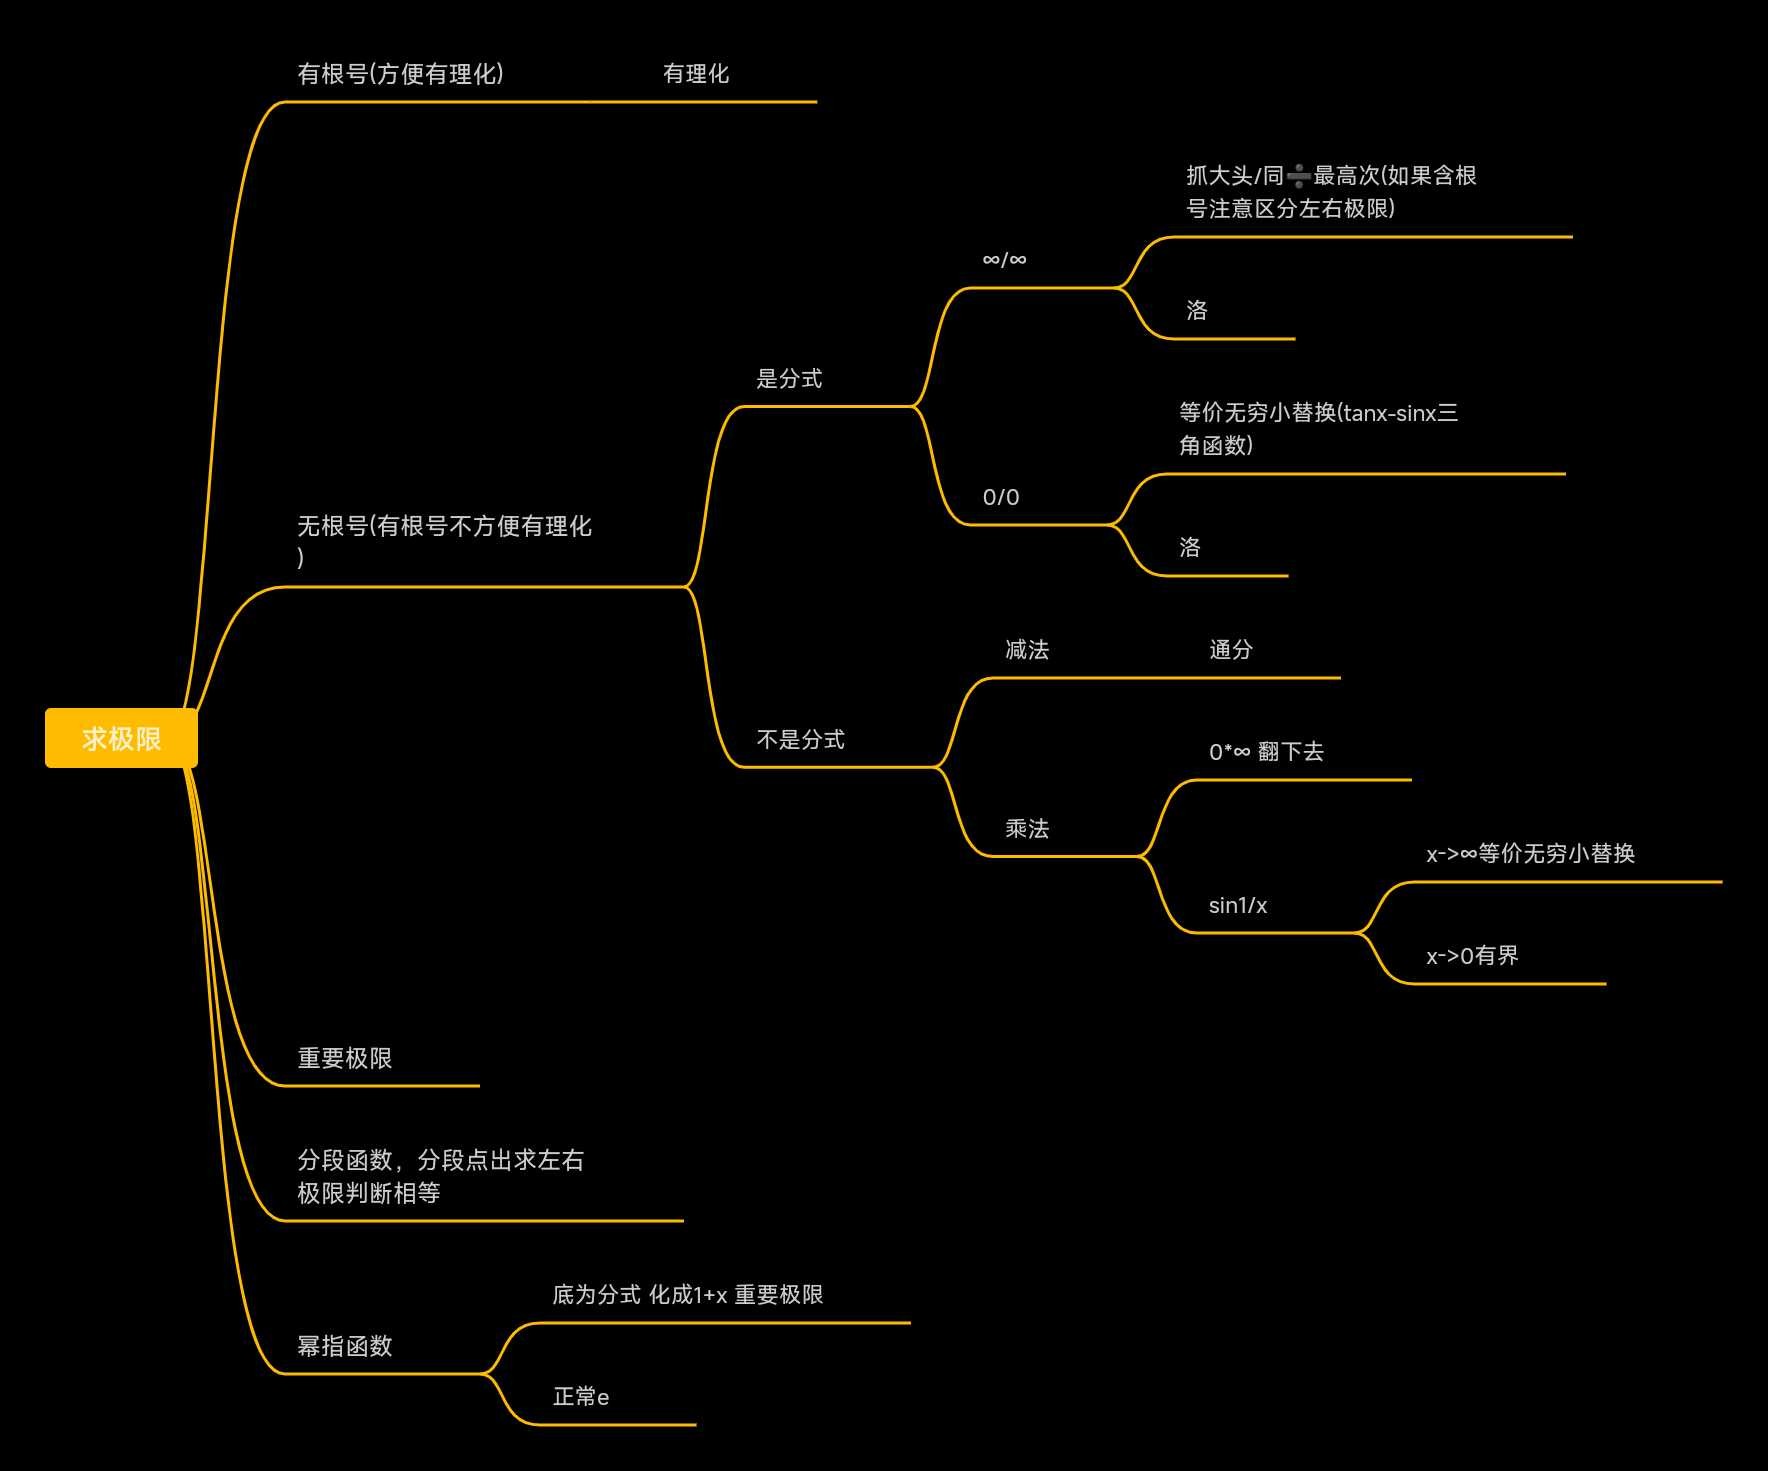 有根号(方便有理化)
有理化
抓大头/同➗最高次(如果含根
号注意区分左右极限)
∞/∞
洛
是分式
等价无穷小替换(tanx-sinx三
角函数)
0/0
洛
无根号(有根号不方便有理化
)
减法
通分
不是分式
0*∞ 翻下去
乘法
x->∞等价无穷小替换
sin1/x
x->0有界
求极限
重要极限
分段函数，分段点出求左右
极限判断相等
底为分式 化成1+x 重要极限
幂指函数
正常e